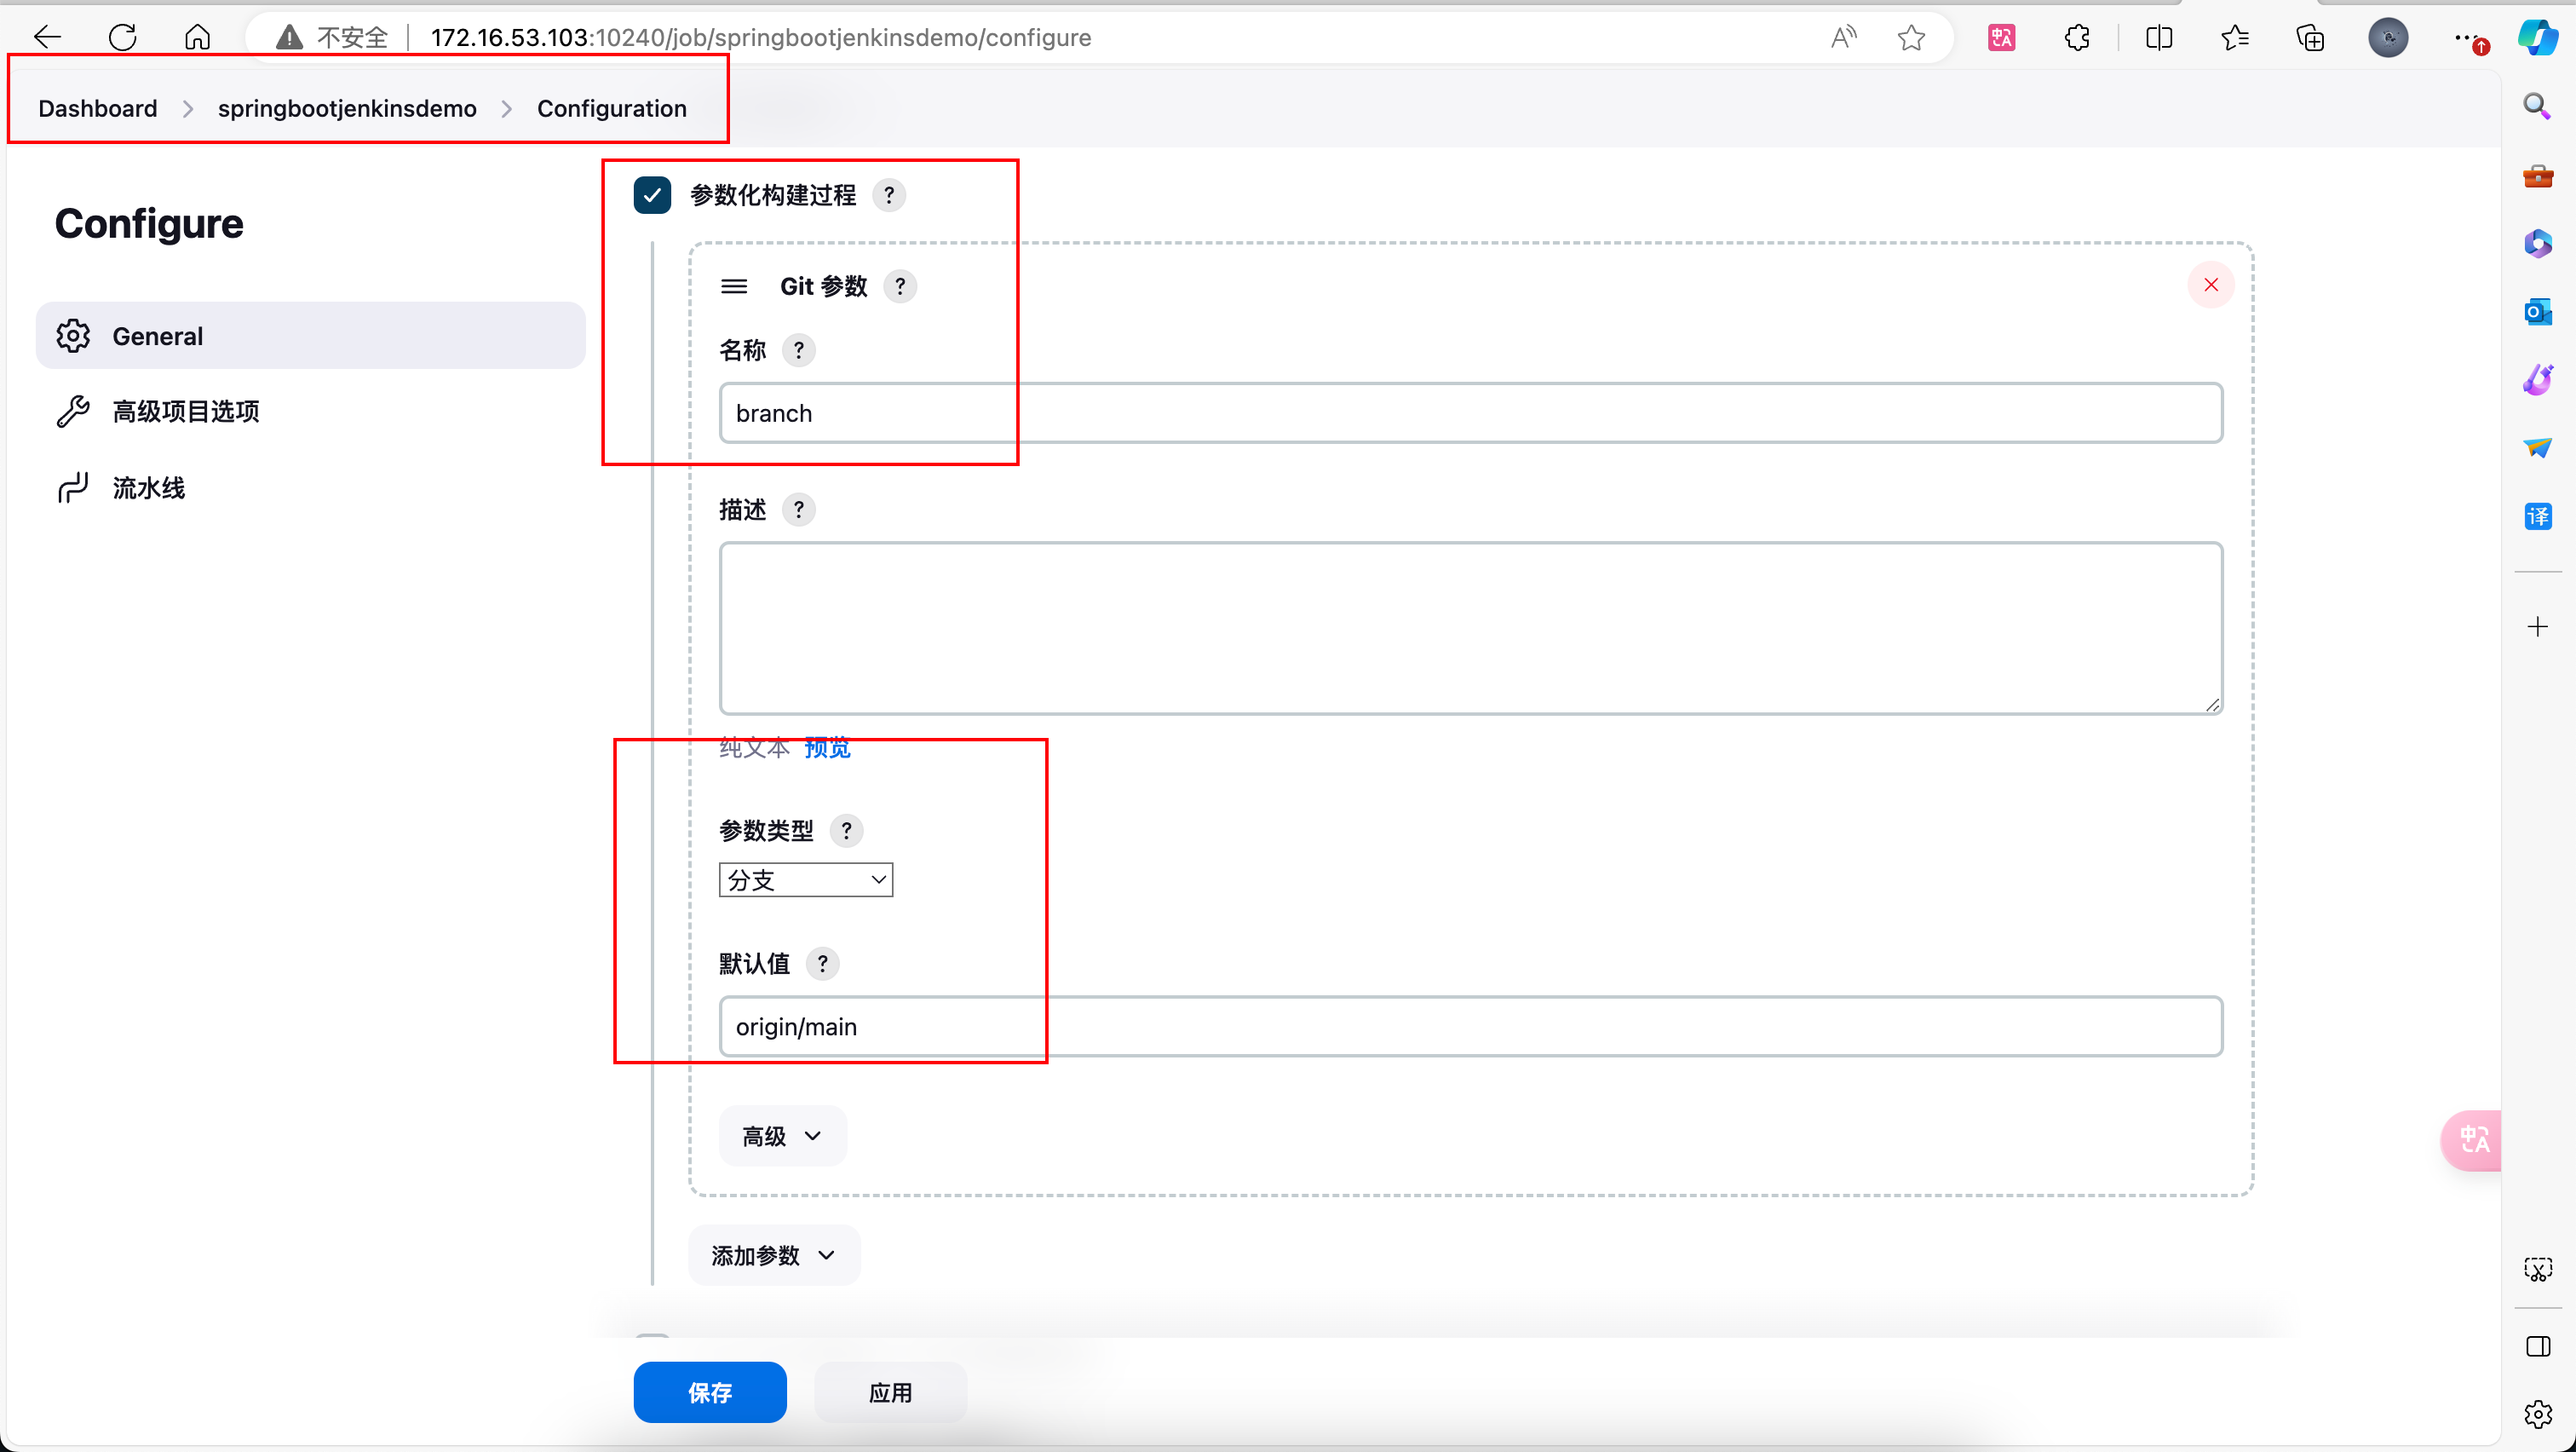 不安全 172.16.53.103:10240/job/springbootjenkinsdemo/configure
Dashboard > springbootjenkinsdemo > Configuration
Configure
General
高级项目选项
流水线
参数化构建过程 ?
Git 参数 ?
名称 ?
branch
描述 ?
纯文本 预览
参数类型 ?
分支
默认值 ?
origin/main
高级
添加参数
保存 应用
译